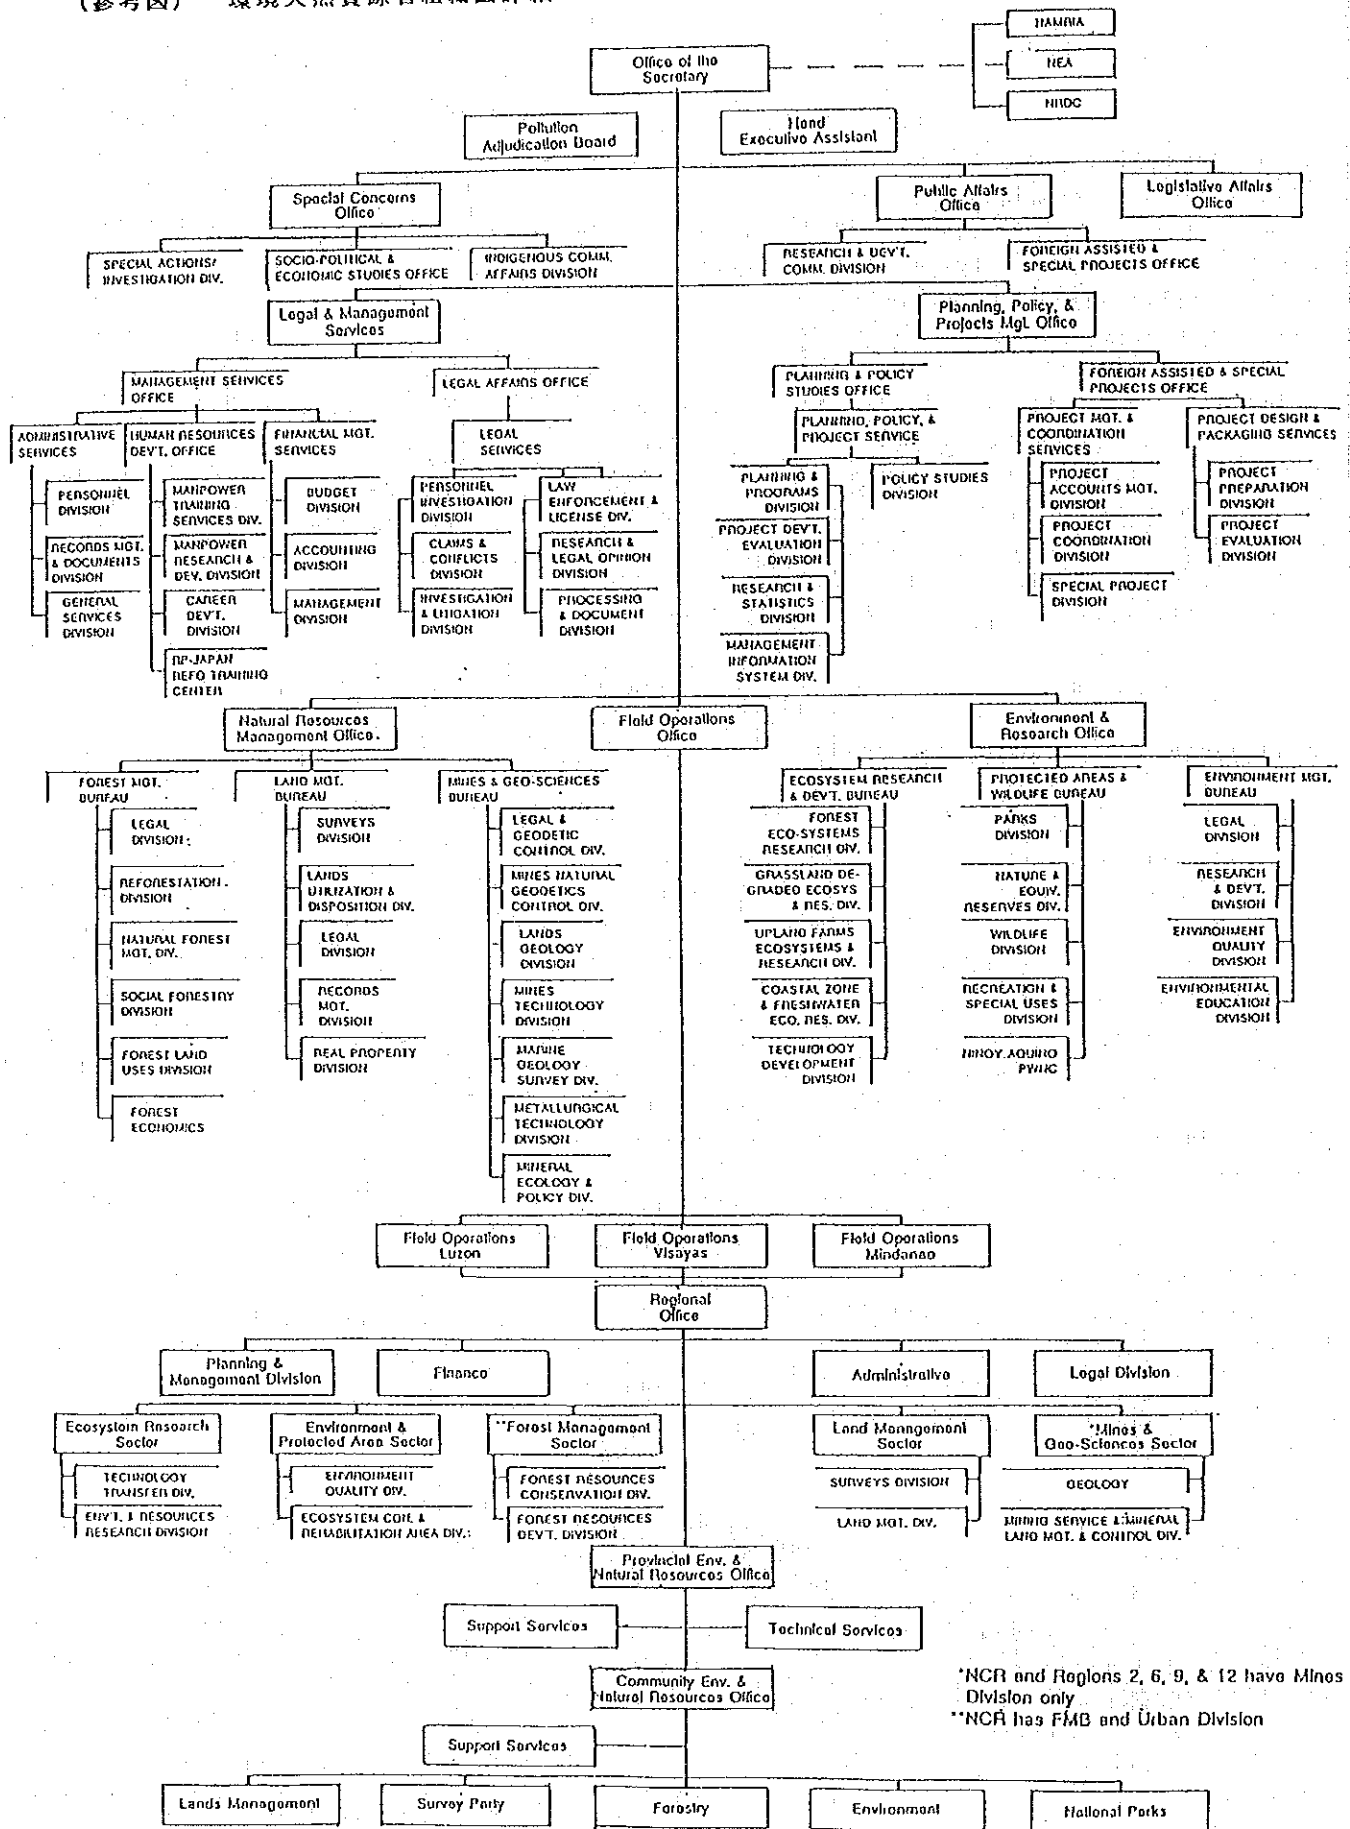 (参考図) 環境天然資源省組織図詳細
NAMRIA
Office of the
Secretary
NEA
NRDC
Pollution
Adjudication Board
Head
Executive Assistant
Special Concerns
Office
Public Affairs
Office
Legislative Affairs
Office
SPECIAL ACTIONS/
INVESTIGATION DIV.
SOCIO-POLITICAL &
ECONOMIC STUDIES OFFICE
INDIGENOUS COMM.
AFFAIRS DIVISION
RESEARCH & DEV'T.
COMM. DIVISION
FOREIGN ASSISTED &
SPECIAL PROJECTS OFFICE
Legal & Management
Services
Planning, Policy, &
Projects Mgt. Office
MANAGEMENT SERVICES
OFFICE
LEGAL AFFAIRS OFFICE
PLANNING & POLICY
STUDIES OFFICE
FOREIGN ASSISTED & SPECIAL
PROJECTS OFFICE
ADMINISTRATIVE
SERVICES
HUMAN RESOURCES
DEV'T. OFFICE
FINANCIAL MGT.
SERVICES
LEGAL
SERVICES
PLANNING, POLICY, &
PROJECT SERVICE
PROJECT MGT. &
COORDINATION
SERVICES
PROJECT DESIGN &
PACKAGING SERVICES
PERSONNEL
DIVISION
RECORDS MGT.
& DOCUMENTS
DIVISION
GENERAL
SERVICES
DIVISION
MANPOWER
TRAINING
SERVICES DIV.
MANPOWER
RESEARCH &
DEV. DIVISION
CAREER
DEV'T.
DIVISION
RP-JAPAN
REFO TRAINING
CENTER
BUDGET
DIVISION
ACCOUNTING
DIVISION
MANAGEMENT
DIVISION
PERSONNEL
INVESTIGATION
DIVISION
CLAIMS &
CONFLICTS
DIVISION
INVESTIGATION
& LITIGATION
DIVISION
LAW
ENFORCEMENT &
LICENSE DIV.
RESEARCH &
LEGAL OPINION
DIVISION
PROCESSING
& DOCUMENT
DIVISION
PLANNING &
PROGRAMS
DIVISION
PROJECT DEV'T.
EVALUATION
DIVISION
RESEARCH &
STATISTICS
DIVISION
MANAGEMENT
INFORMATION
SYSTEM DIV.
POLICY STUDIES
DIVISION
PROJECT
ACCOUNTS MGT.
DIVISION
PROJECT
COORDINATION
DIVISION
SPECIAL PROJECT
DIVISION
PROJECT
PREPARATION
DIVISION
PROJECT
EVALUATION
DIVISION
Natural Resources
Management Office.
Field Operations
Office
Environment &
Research Office
FOREST MGT.
BUREAU
LEGAL
DIVISION
REFORESTATION
DIVISION
NATURAL FOREST
MGT. DIV.
SOCIAL FORESTRY
DIVISION
FOREST LAND
USES DIVISION
FOREST
ECONOMICS
LAND MGT.
BUREAU
SURVEYS
DIVISION
LANDS
UTILIZATION &
DISPOSITION DIV.
LEGAL
DIVISION
RECORDS
MGT.
DIVISION
REAL PROPERTY
DIVISION
MINES & GEO-SCIENCES
BUREAU
LEGAL &
GEODETIC
CONTROL DIV.
MINES NATURAL
GEODETICS
CONTROL DIV.
LANDS
GEOLOGY
DIVISION
MINES
TECHNOLOGY
DIVISION
MARINE
GEOLOGY
SURVEY DIV.
METALLURGICAL
TECHNOLOGY
DIVISION
MINERAL
ECOLOGY &
POLICY DIV.
ECOSYSTEM RESEARCH
& DEV'T. BUREAU
FOREST
ECO-SYSTEMS
RESEARCH DIV.
GRASSLAND DE-
GRADED ECOSYS
& RES. DIV.
UPLAND FARMS
ECOSYSTEMS &
RESEARCH DIV.
COASTAL ZONE
& FRESHWATER
ECO. RES. DIV.
TECHNOLOGY
DEVELOPMENT
DIVISION
PROTECTED AREAS &
WILDLIFE BUREAU
PARKS
DIVISION
NATURE &
EQUIV.
RESERVES DIV.
WILDLIFE
DIVISION
RECREATION &
SPECIAL USES
DIVISION
NINOY AQUINO
PWNC
ENVIRONMENT MGT.
BUREAU
LEGAL
DIVISION
RESEARCH
& DEV'T.
DIVISION
ENVIRONMENT
QUALITY
DIVISION
ENVIRONMENTAL
EDUCATION
DIVISION
Field Operations
Luzon
Field Operations
Visayas
Field Operations
Mindanao
Regional
Office
Planning &
Management Division
Finance
Administrative
Legal Division
Ecosystem Research
Sector
Environment &
Protected Area Sector
**Forest Management
Sector
Land Management
Sector
*Mines &
Geo-Sciences Sector
TECHNOLOGY
TRANSFER DIV.
ENV'T. & RESOURCES
RESEARCH DIVISION
ENVIRONMENT
QUALITY DIV.
ECOSYSTEM CON. &
REHABILITATION AREA DIV.
FOREST RESOURCES
CONSERVATION DIV.
FOREST RESOURCES
DEV'T. DIVISION
SURVEYS DIVISION
LAND MGT. DIV.
GEOLOGY
MINING SERVICE & MINERAL
LAND MGT. & CONTROL DIV.
Provincial Env. &
Natural Resources Office
Support Services
Technical Services
Community Env. &
Natural Resources Office
*NCR and Regions 2, 6, 9, & 12 have Mines
Division only
**NCR has FMB and Urban Division
Support Services
Lands Management
Survey Party
Forestry
Environment
National Parks